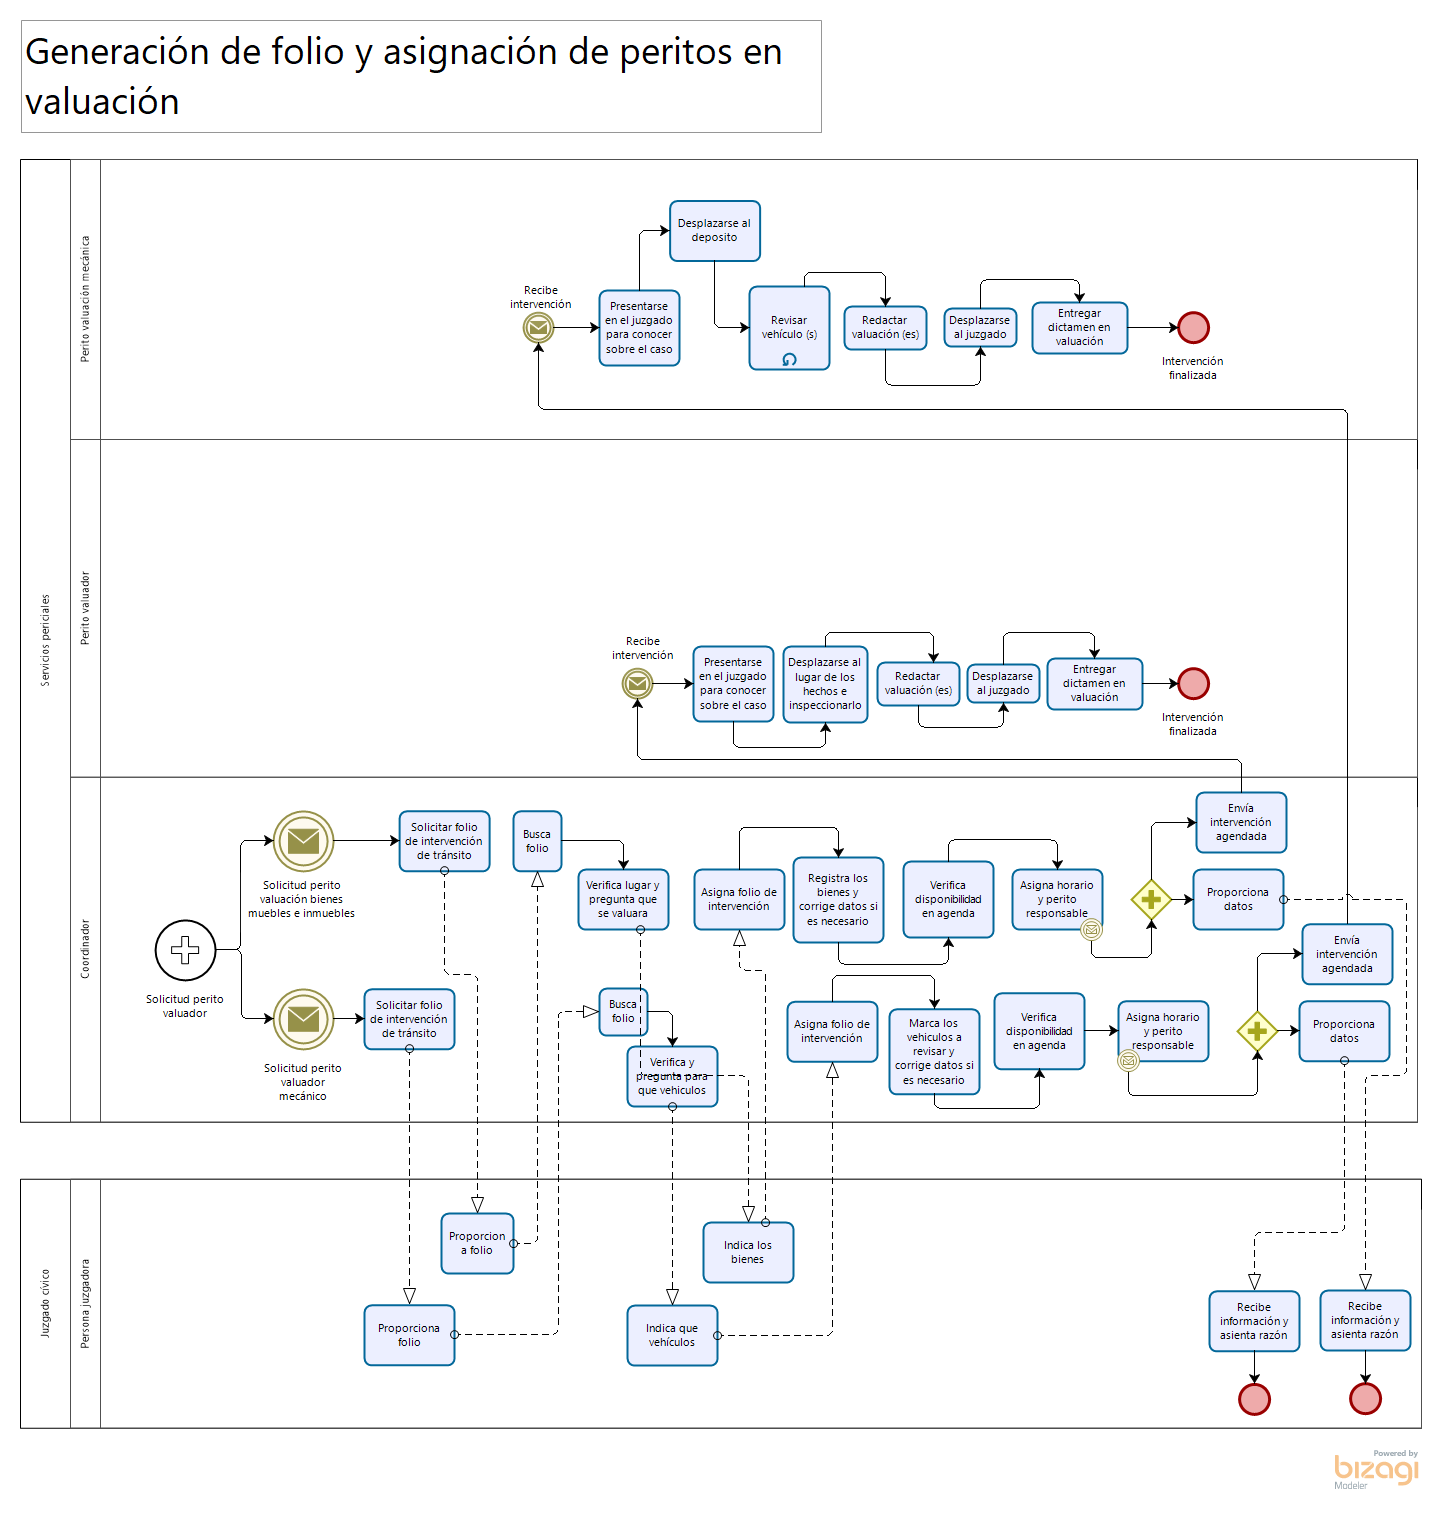 Generación de folio y asignación de peritos en
valuación
Servicios periciales
Perito valuación mecánica
Recibe
intervención
Presentarse
en el juzgado
para conocer
sobre el caso
Desplazarse al
deposito
Revisar
vehículo (s)
Redactar
valuación (es)
Desplazarse
al juzgado
Entregar
dictamen en
valuación
Intervención
finalizada
Perito valuador
Recibe
intervención
Presentarse
en el juzgado
para conocer
sobre el caso
Desplazarse al
lugar de los
hechos e
inspeccionarlo
Redactar
valuación (es)
Desplazarse
al juzgado
Entregar
dictamen en
valuación
Intervención
finalizada
Coordinador
Solicitud perito
valuador
Solicitud perito
valuación bienes
muebles e inmuebles
Solicitar folio
de intervención
de tránsito
Busca
folio
Verifica lugar y
pregunta que
se valuara
Asigna folio de
intervención
Registra los
bienes y
corrige datos si
es necesario
Verifica
disponibilidad
en agenda
Asigna horario
y perito
responsable
Envía
intervención
agendada
Proporciona
datos
Solicitud perito
valuador
mecánico
Solicitar folio
de intervención
de tránsito
Busca
folio
Verifica y
pregunta para
que vehiculos
Asigna folio de
intervención
Marca los
vehiculos a
revisar y
corrige datos si
es necesario
Verifica
disponibilidad
en agenda
Asigna horario
y perito
responsable
Envía
intervención
agendada
Proporciona
datos
Juzgado cívico
Persona juzgadora
Proporcion
a folio
Proporciona
folio
Indica los
bienes
Indica que
vehículos
Recibe
información y
asienta razón
Recibe
información y
asienta razón
Powered by
bizagi
Modeler